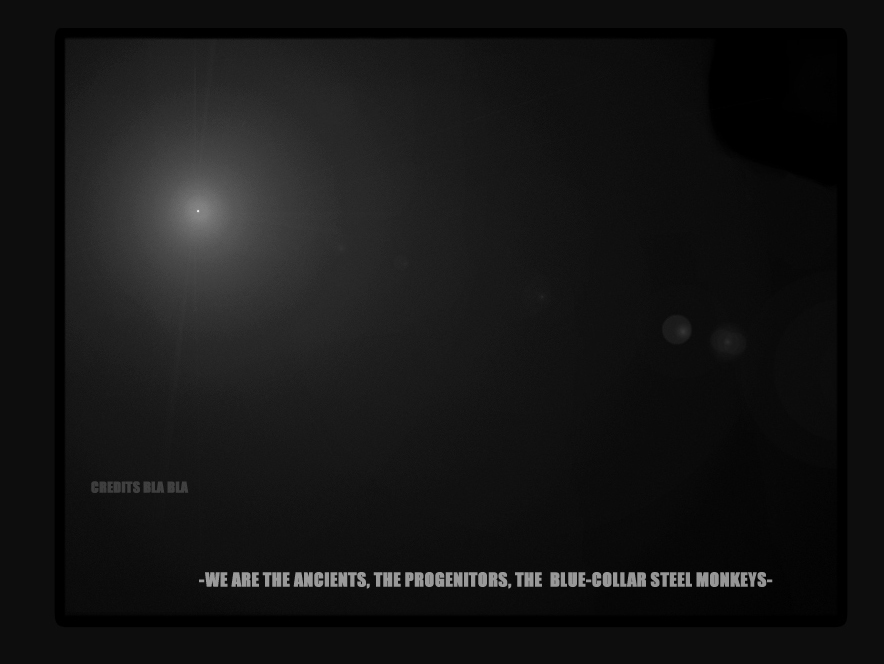 CREDITS BLA BLA
-WE ARE THE ANCIENTS, THE PROGENITORS, THE  BLUE-COLLAR STEEL MONKEYS-